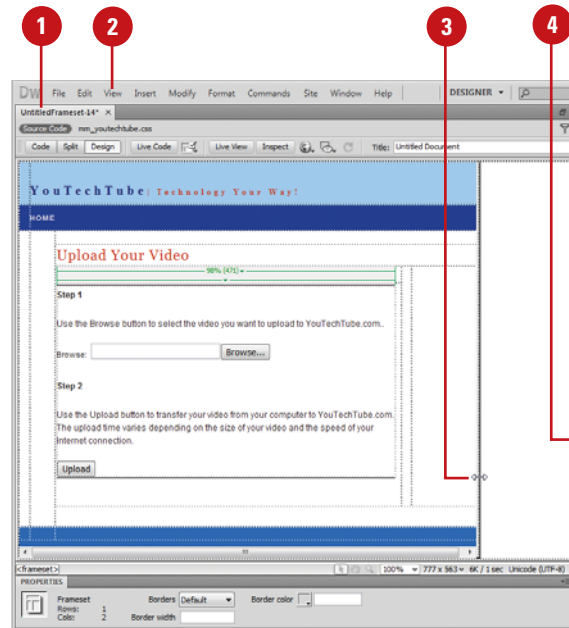 1 2 3 4
Dw File Edit View Insert Modify Format Commands Site Window Help DESIGNER
UntitledFrameset-14* ×
Source Code mm_youtechtube.css
Code Split Design Live Code Live View Inspect Title: Untitled Document
YouTechTube| Technology Your Way!
HOME
Upload Your Video
98% (471)
Step 1
Use the Browse button to select the video you want to upload to YouTechTube.com..
Browse: Browse...
Step 2
Use the Upload button to transfer your video from your computer to YouTechTube.com.
The upload time varies depending on the size of your video and the speed of your
Internet connection.
Upload
<frameset> 100% 777 x 563 6K / 1 sec Unicode (UTF-8)
PROPERTIES
Frameset Borders Default Border color
Rows: 1
Cols: 2 Border width